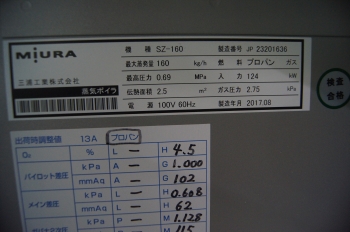 MIURA
機種 SZ-160 製造番号 JP 23201636
最大蒸発量 160 kg/h 燃料 プロパン ガス
三浦工業株式会社 最高圧力 0.69 MPa 入力 124 kW
蒸気ボイラ 伝熱面積 2.5 m² ガス圧力 2.75 kPa
電源 100V 60Hz 製造年月 2017.08
検査
合格
出荷時調整値 13A プロパン
O₂ % L — H 4.5
パイロット差圧 kPa A — G 1.000
mmAq A — G 102
メイン差圧 kPa L — H 0.608
mmAq L — H 62
kPa P — M 1.128
M 115